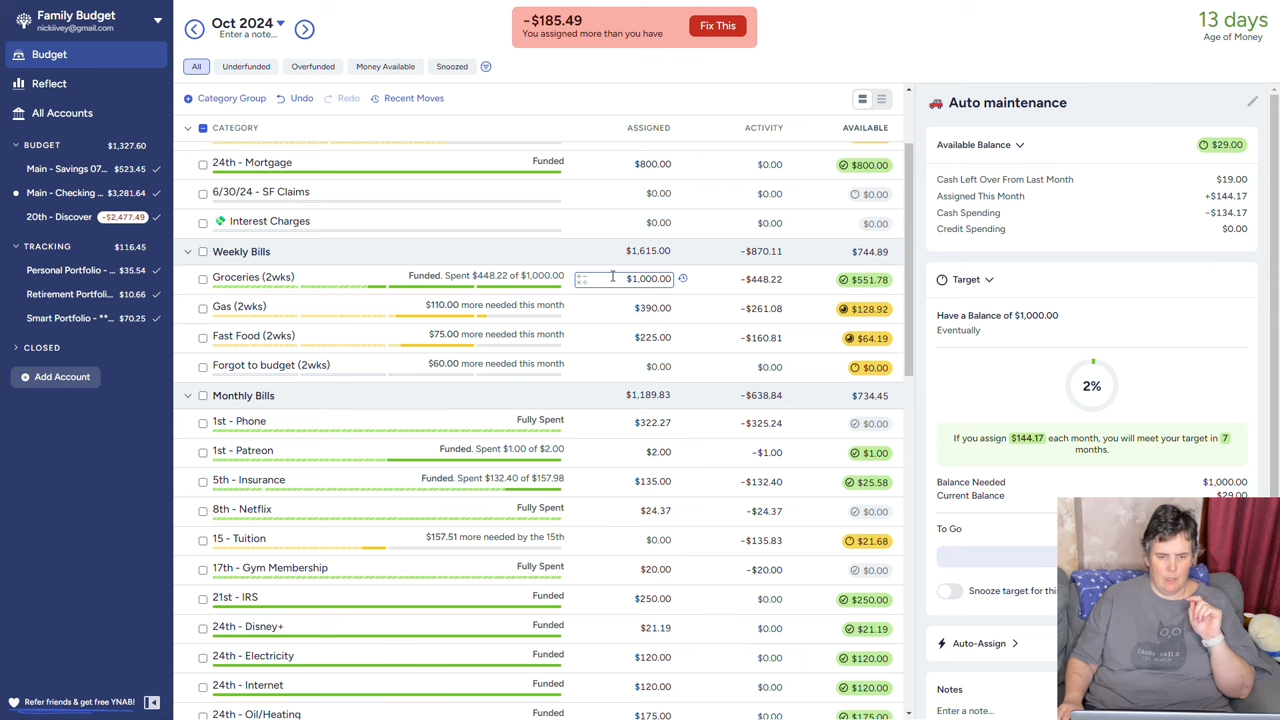 Family Budget
nickiivey@gmail.com
Budget
Reflect
All Accounts
BUDGET $1,327.60
Main - Savings 07... $523.45
Main - Checking ... $3,281.64
20th - Discover -$2,477.49
TRACKING $116.45
Personal Portfolio - ... $35.54
Retirement Portfoli... $10.66
Smart Portfolio - **... $70.25
CLOSED
Add Account
Refer friends & get free YNAB!
Oct 2024
Enter a note...
-$185.49
You assigned more than you have
Fix This
13 days
Age of Money
All Underfunded Overfunded Money Available Snoozed
Category Group Undo Redo Recent Moves
CATEGORY ASSIGNED ACTIVITY AVAILABLE
24th - Mortgage Funded $800.00 $0.00 $800.00
6/30/24 - SF Claims $0.00 $0.00 $0.00
Interest Charges $0.00 $0.00 $0.00
Weekly Bills $1,615.00 -$870.11 $744.89
Groceries (2wks) Funded. Spent $448.22 of $1,000.00 $1,000.00 -$448.22 $551.78
Gas (2wks) $110.00 more needed this month $390.00 -$261.08 $128.92
Fast Food (2wks) $75.00 more needed this month $225.00 -$160.81 $64.19
Forgot to budget (2wks) $60.00 more needed this month $0.00 $0.00 $0.00
Monthly Bills $1,189.83 -$638.84 $734.45
1st - Phone Fully Spent $322.27 -$325.24 $0.00
1st - Patreon Funded. Spent $1.00 of $2.00 $2.00 -$1.00 $1.00
5th - Insurance Funded. Spent $132.40 of $157.98 $135.00 -$132.40 $25.58
8th - Netflix Fully Spent $24.37 -$24.37 $0.00
15 - Tuition $157.51 more needed by the 15th $0.00 -$135.83 $21.68
17th - Gym Membership Fully Spent $20.00 -$20.00 $0.00
21st - IRS Funded $250.00 $0.00 $250.00
24th - Disney+ Funded $21.19 $0.00 $21.19
24th - Electricity Funded $120.00 $0.00 $120.00
24th - Internet Funded $120.00 $0.00 $120.00
24th - Oil/Heating Funded $175.00 $0.00 $175.00
Auto maintenance
Available Balance $29.00
Cash Left Over From Last Month $19.00
Assigned This Month +$144.17
Cash Spending -$134.17
Credit Spending $0.00
Target
Have a Balance of $1,000.00
Eventually
2%
If you assign $144.17 each month, you will meet your target in 7
months.
Balance Needed $1,000.00
Current Balance $29.00
To Go
Snooze target for thi
Auto-Assign
Notes
Enter a note...
TABBY TAILS